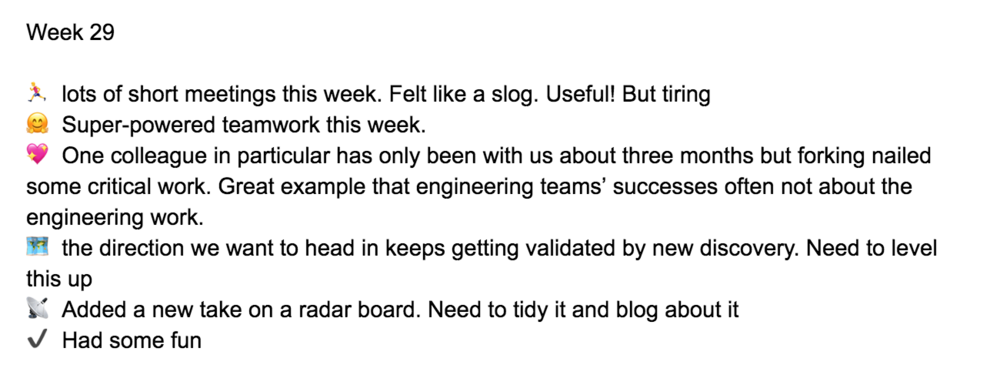 Week 29
🏃‍♀️ lots of short meetings this week. Felt like a slog. Useful! But tiring
🤗 Super-powered teamwork this week.
💖 One colleague in particular has only been with us about three months but forking nailed
some critical work. Great example that engineering teams’ successes often not about the
engineering work.
🗺️ the direction we want to head in keeps getting validated by new discovery. Need to level
this up
📡 Added a new take on a radar board. Need to tidy it and blog about it
✔ Had some fun